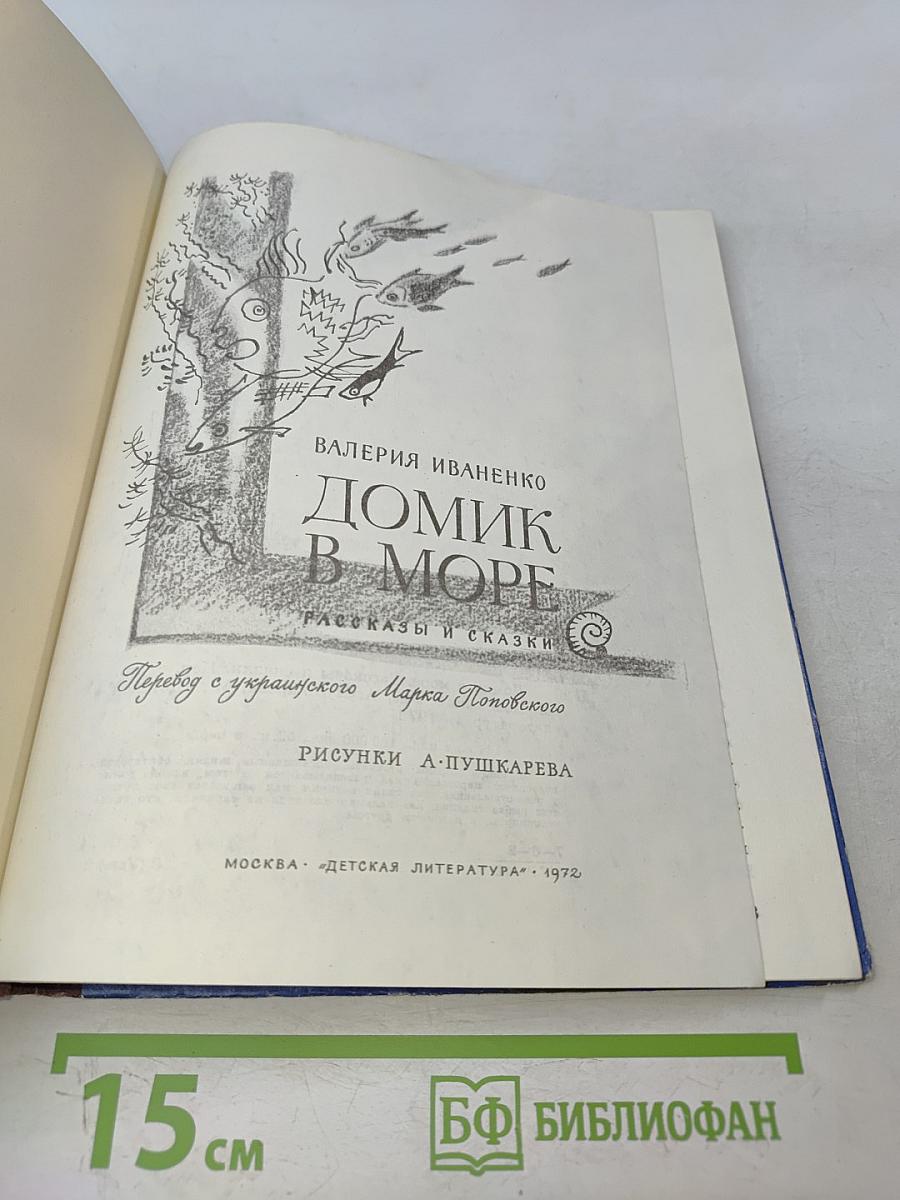 ВАЛЕРИЯ ИВАНЕНКО
ДОМИК
В МОРЕ
РАССКАЗЫ И СКАЗКИ
Перевод с украинского Марка Поповского
РИСУНКИ А·ПУШКАРЕВА
МОСКВА · „ДЕТСКАЯ ЛИТЕРАТУРА“ · 1972
15 см
БФ БИБЛИОФАН